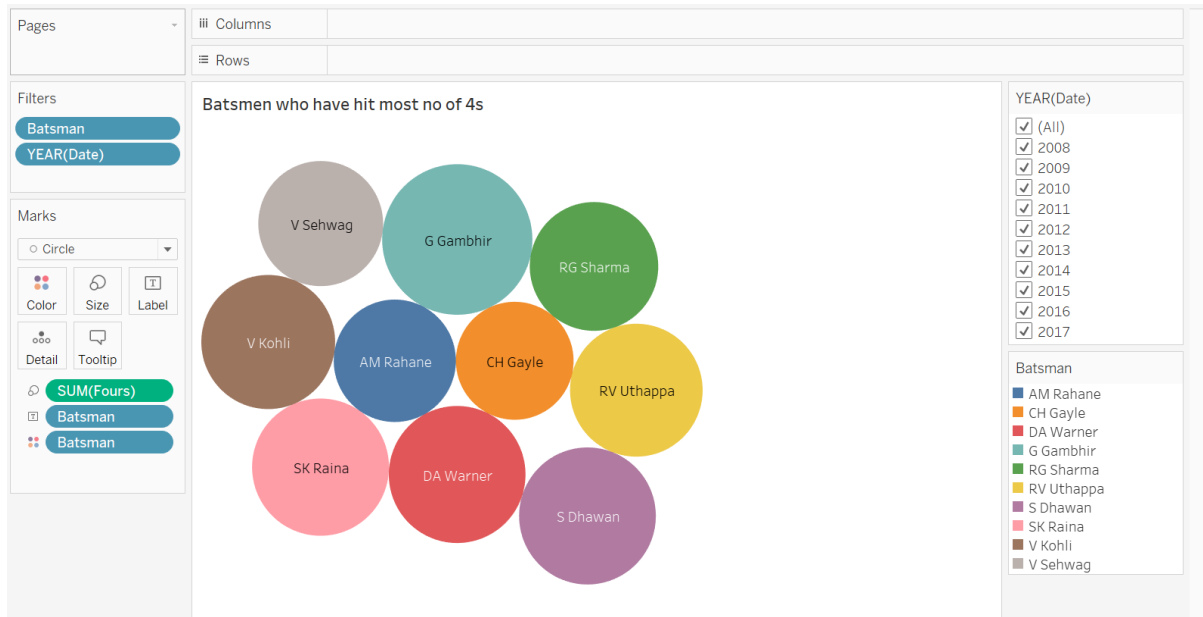 Pages
Columns
Rows
Filters
Batsman
YEAR(Date)
Marks
Circle
Color
Size
Label
Detail
Tooltip
SUM(Fours)
Batsman
Batsman
Batsmen who have hit most no of 4s
V Sehwag
G Gambhir
RG Sharma
V Kohli
AM Rahane
CH Gayle
RV Uthappa
SK Raina
DA Warner
S Dhawan
YEAR(Date)
(All)
2008
2009
2010
2011
2012
2013
2014
2015
2016
2017
Batsman
AM Rahane
CH Gayle
DA Warner
G Gambhir
RG Sharma
RV Uthappa
S Dhawan
SK Raina
V Kohli
V Sehwag